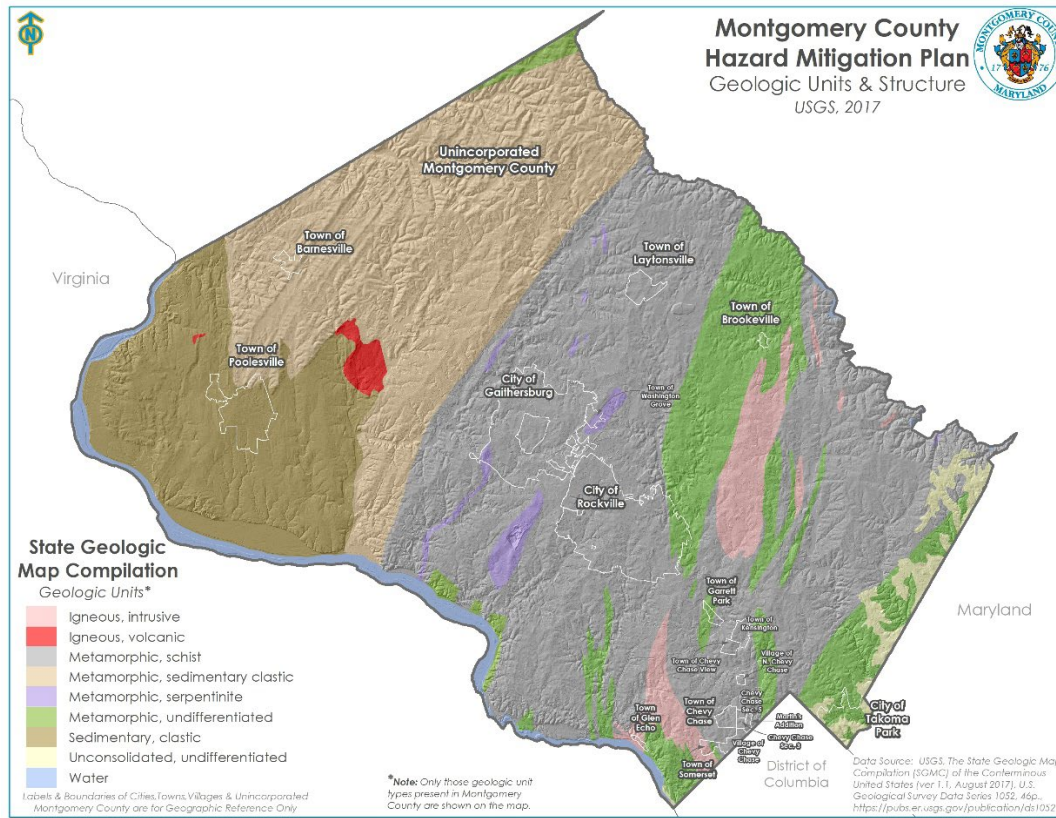 N
Montgomery County
Hazard Mitigation Plan
Geologic Units & Structure
USGS, 2017
MONTGOMERY COUNTY
17 76
MARYLAND
Unincorporated
Montgomery County
Town of
Barnesville
Town of
Laytonsville
Virginia
Town of
Brookeville
Town of
Poolesville
City of
Gaithersburg
Town of
Washington
Grove
City of
Rockville
State Geologic
Map Compilation
Geologic Units*
Igneous, intrusive
Igneous, volcanic
Metamorphic, schist
Metamorphic, sedimentary clastic
Metamorphic, serpentinite
Metamorphic, undifferentiated
Sedimentary, clastic
Unconsolidated, undifferentiated
Water
Labels & Boundaries of Cities,Towns,Villages & Unincorporated
Montgomery County are for Geographic Reference Only
Town of
Garrett
Park
Town of
Kensington
Maryland
Town of Chevy
Chase View
Village of
N. Chevy
Chase
Town of
Glen
Echo
Town of
Chevy
Chase
Chevy
Chase
Sec. 5
Martin's
Addition
Chevy Chase
Sec. 3
Village of
Chevy
Chase
Town of
Somerset
City of
Takoma
Park
District of
Columbia
*Note: Only those geologic unit
types present in Montgomery
County are shown on the map.
Data Source: USGS, The State Geologic Map
Compilation (SGMC) of the Conterminous
United States (ver 1.1, August 2017), U.S.
Geological Survey Data Series 1052, 46p.,
https://pubs.er.usgs.gov/publication/ds1052